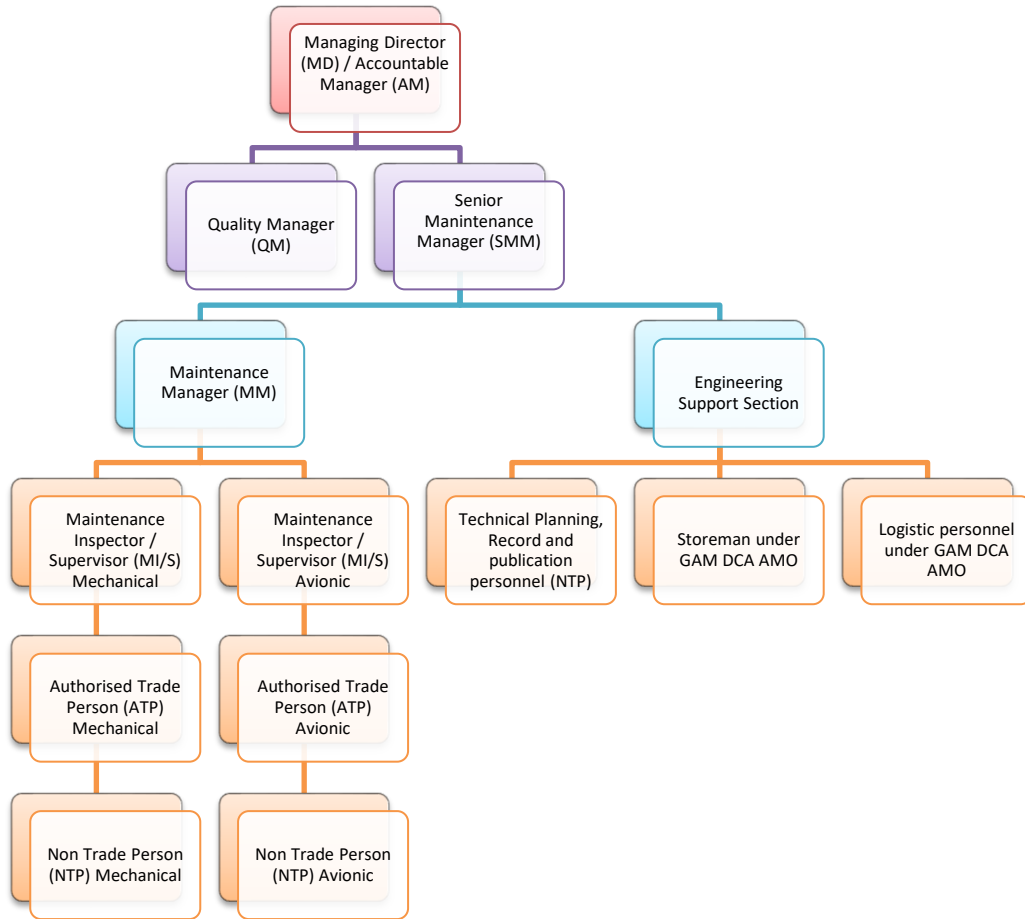 Managing Director
(MD) / Accountable
Manager (AM)
Quality Manager
(QM)
Senior
Manintenance
Manager (SMM)
Maintenance
Manager (MM)
Engineering
Support Section
Maintenance
Inspector /
Supervisor (MI/S)
Mechanical
Maintenance
Inspector /
Supervisor (MI/S)
Avionic
Technical Planning,
Record and
publication
personnel (NTP)
Storeman under
GAM DCA AMO
Logistic personnel
under GAM DCA
AMO
Authorised Trade
Person (ATP)
Mechanical
Authorised Trade
Person (ATP)
Avionic
Non Trade Person
(NTP) Mechanical
Non Trade Person
(NTP) Avionic